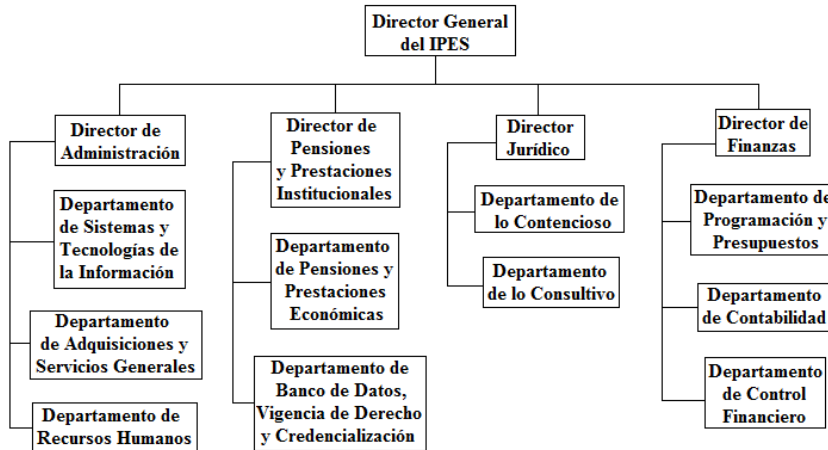 Director General
del IPES
Director de
Administración
Departamento
de Sistemas y
Tecnologías de
la Información
Departamento
de Adquisiciones y
Servicios Generales
Departamento de
Recursos Humanos
Director de
Pensiones
y Prestaciones
Institucionales
Departamento
de Pensiones y
Prestaciones
Económicas
Departamento de
Banco de Datos,
Vigencia de Derecho
y Credencialización
Director
Jurídico
Departamento de
lo Contencioso
Departamento
de lo Consultivo
Director de
Finanzas
Departamento de
Programación y
Presupuestos
Departamento
de Contabilidad
Departamento
de Control
Financiero